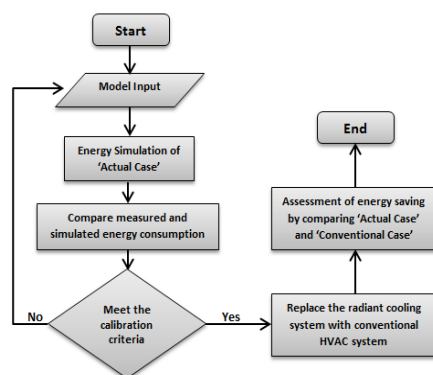 Start
Model Input
Energy Simulation of
‘Actual Case’
Compare measured and
simulated energy consumption
Meet the
calibration
criteria
No
Yes
Replace the radiant cooling
system with conventional
HVAC system
Assessment of energy saving
by comparing ‘Actual Case’
and ‘Conventional Case’
End